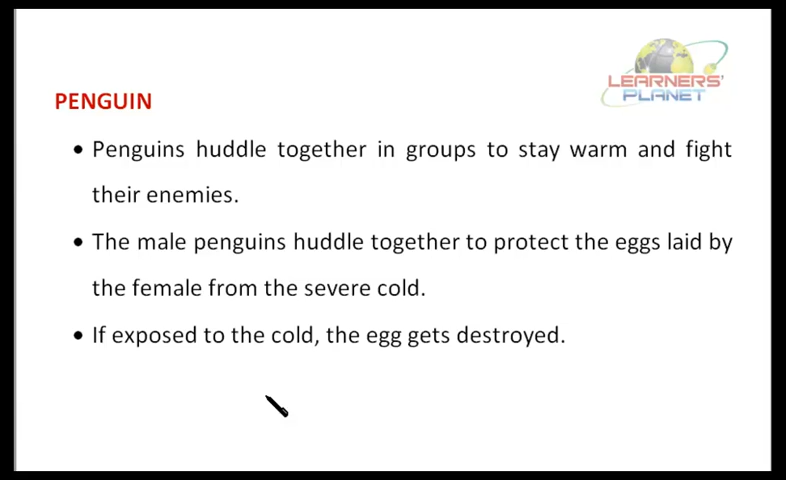 LEARNERS'
PLANET
PENGUIN
• Penguins huddle together in groups to stay warm and fight
their enemies.
• The male penguins huddle together to protect the eggs laid by
the female from the severe cold.
• If exposed to the cold, the egg gets destroyed.